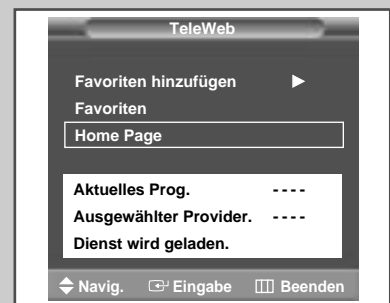 TeleWeb
Favoriten hinzufügen ►
Favoriten
Home Page
Aktuelles Prog. - - - -
Ausgewählter Provider. - - - -
Dienst wird geladen.
Navig. Eingabe Beenden